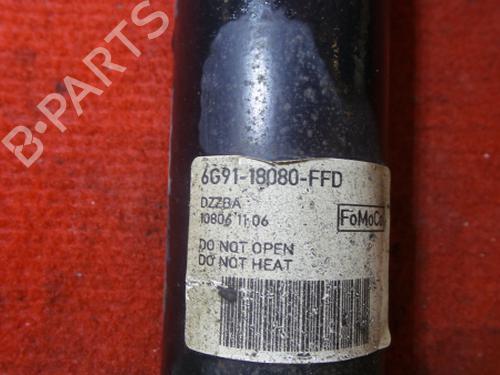 B-PARTS
6G91-18080-FFD
DZZBA
10806 11 06
FoMoCo
DO NOT OPEN
DO NOT HEAT